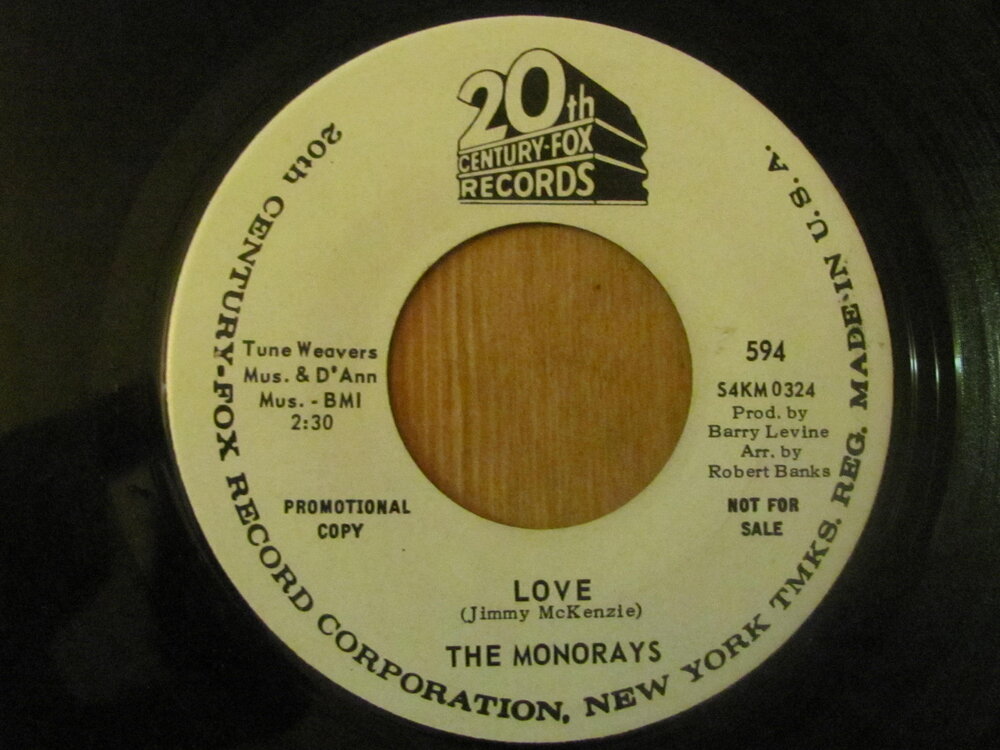 20th
CENTURY-FOX
RECORDS
20th CENTURY-FOX RECORD CORPORATION, NEW YORK TMKS. REG. MADE IN U.S.A.
Tune Weavers
Mus. & D'Ann
Mus. - BMI
2:30
PROMOTIONAL
COPY
594
S4KM 0324
Prod. by
Barry Levine
Arr. by
Robert Banks
NOT FOR
SALE
LOVE
(Jimmy McKenzie)
THE MONORAYS